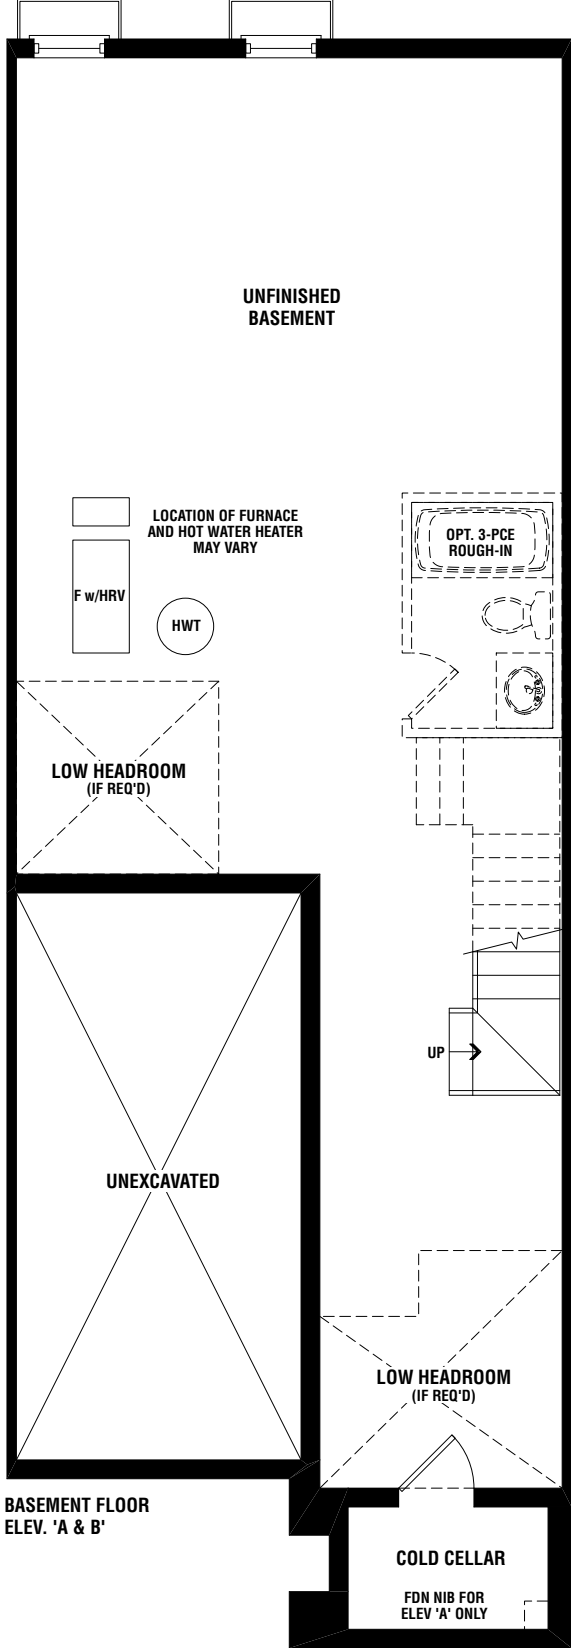 UNFINISHED
BASEMENT
LOCATION OF FURNACE
AND HOT WATER HEATER
MAY VARY
OPT. 3-PCE
ROUGH-IN
F w/HRV
HWT
LOW HEADROOM
(IF REQ'D)
UP
UNEXCAVATED
LOW HEADROOM
(IF REQ'D)
BASEMENT FLOOR
ELEV. 'A & B'
COLD CELLAR
FDN NIB FOR
ELEV 'A' ONLY